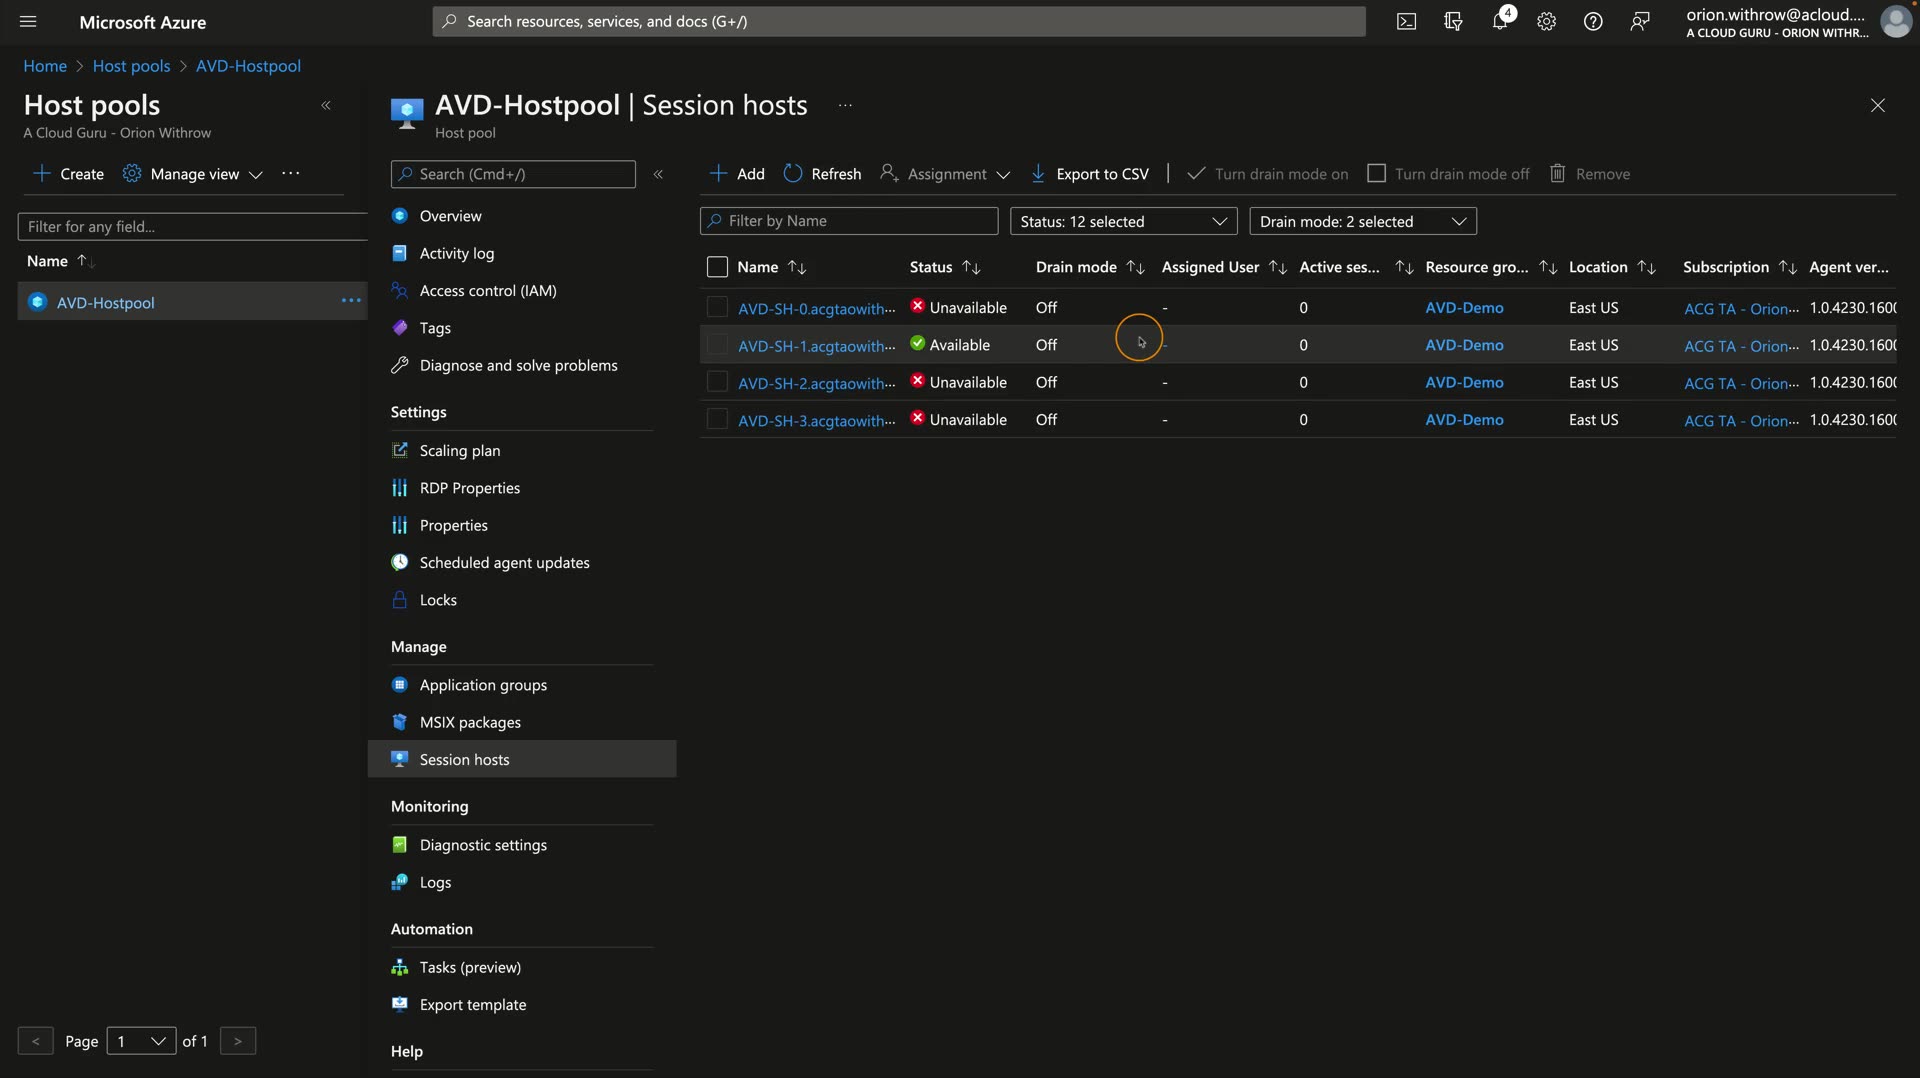 Microsoft Azure
Search resources, services, and docs (G+/)
4
orion.withrow@acloud....
A CLOUD GURU - ORION WITHR...
Home > Host pools > AVD-Hostpool
Host pools
A Cloud Guru - Orion Withrow
Create
Manage view
...
Filter for any field...
Name
AVD-Hostpool
...
Page 1 of 1
AVD-Hostpool | Session hosts
...
Host pool
Search (Cmd+/)
Overview
Activity log
Access control (IAM)
Tags
Diagnose and solve problems
Settings
Scaling plan
RDP Properties
Properties
Scheduled agent updates
Locks
Manage
Application groups
MSIX packages
Session hosts
Monitoring
Diagnostic settings
Logs
Automation
Tasks (preview)
Export template
Help
Add Refresh Assignment Export to CSV | Turn drain mode on Turn drain mode off Remove
Filter by Name
Status: 12 selected
Drain mode: 2 selected
Name Status Drain mode Assigned User Active ses... Resource gro... Location Subscription Agent ver...
AVD-SH-0.acgtaowith... Unavailable Off - 0 AVD-Demo East US ACG TA - Orion... 1.0.4230.1600
AVD-SH-1.acgtaowith... Available Off - 0 AVD-Demo East US ACG TA - Orion... 1.0.4230.1600
AVD-SH-2.acgtaowith... Unavailable Off - 0 AVD-Demo East US ACG TA - Orion... 1.0.4230.1600
AVD-SH-3.acgtaowith... Unavailable Off - 0 AVD-Demo East US ACG TA - Orion... 1.0.4230.1600